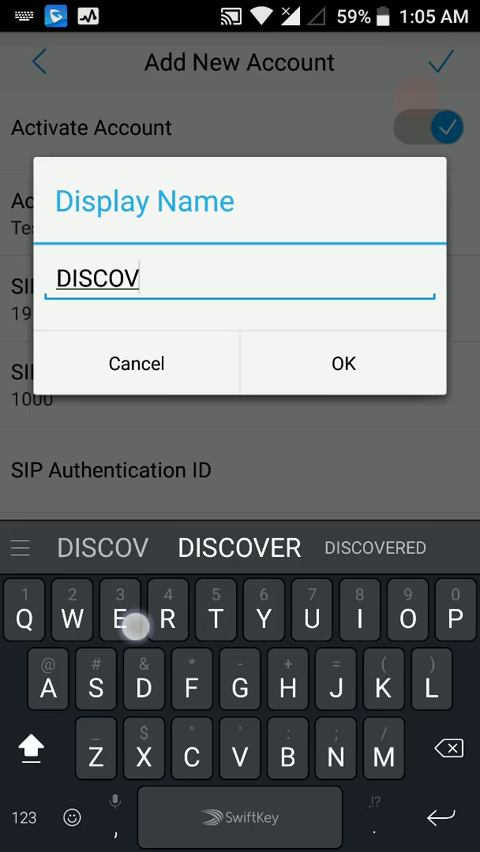 59% 1:05 AM
Add New Account
Activate Account
Display Name
DISCOV
Cancel OK
19
1000
SIP Authentication ID
DISCOV DISCOVER DISCOVERED
1 2 3 4 5 6 7 8 9 0
Q W E R T Y U I O P
@ # & * - + = ( )
A S D F G H J K L
_ $ " ' : ; /
Z X C V B N M
123 , SwiftKey ,!? .